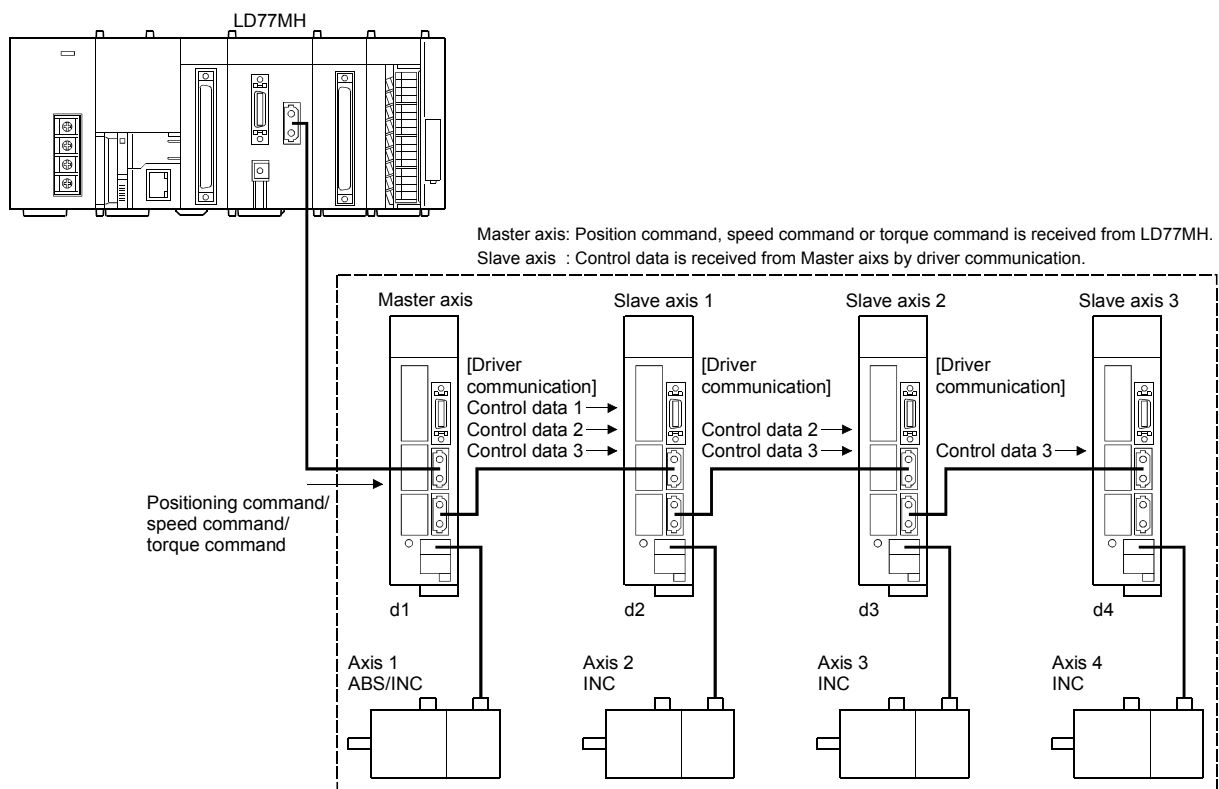 LD77MH
Master axis: Position command, speed command or torque command is received from LD77MH.
Slave axis : Control data is received from Master aixs by driver communication.
Master axis
Slave axis 1
Slave axis 2
Slave axis 3
[Driver
communication]
Control data 1
Control data 2
Control data 3
[Driver
communication]
Control data 2
Control data 3
[Driver
communication]
Control data 3
Positioning command/
speed command/
torque command
d1
d2
d3
d4
Axis 1
ABS/INC
Axis 2
INC
Axis 3
INC
Axis 4
INC